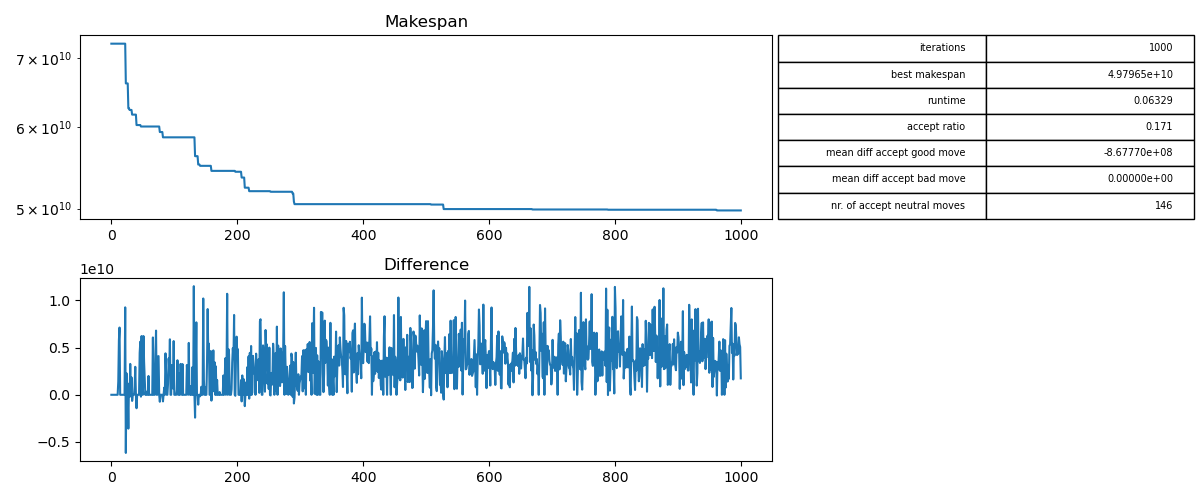 Makespan
7 × 10¹⁰
6 × 10¹⁰
5 × 10¹⁰
0 200 400 600 800 1000
iterations 1000
best makespan 4.97965e+10
runtime 0.06329
accept ratio 0.171
mean diff accept good move -8.67770e+08
mean diff accept bad move 0.00000e+00
nr. of accept neutral moves 146
Difference
1e10
1.0
0.5
0.0
−0.5
0 200 400 600 800 1000